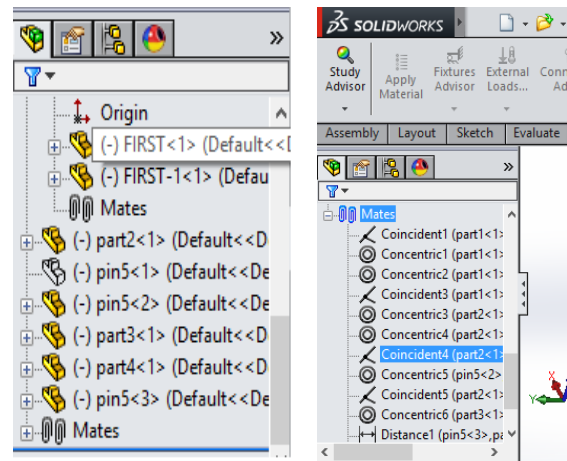 Origin
(-) FIRST<1> (Default<<D
(-) FIRST-1<1> (Defau
Mates
(-) part2<1> (Default<<D
(-) pin5<1> (Default<<De
(-) pin5<2> (Default<<De
(-) part3<1> (Default<<D
(-) part4<1> (Default<<D
(-) pin5<3> (Default<<De
Mates
SOLIDWORKS
Study Advisor
Apply Material
Fixtures Advisor
External Loads...
Conn
Ad
Assembly Layout Sketch Evaluate
Mates
Coincident1 (part1<1>
Concentric1 (part1<1>
Concentric2 (part1<1>
Coincident3 (part1<1>
Concentric3 (part2<1>
Concentric4 (part2<1>
Coincident4 (part2<1>
Concentric5 (pin5<2>
Coincident5 (part2<1>
Concentric6 (part3<1>
Distance1 (pin5<3>,pa
X
Y